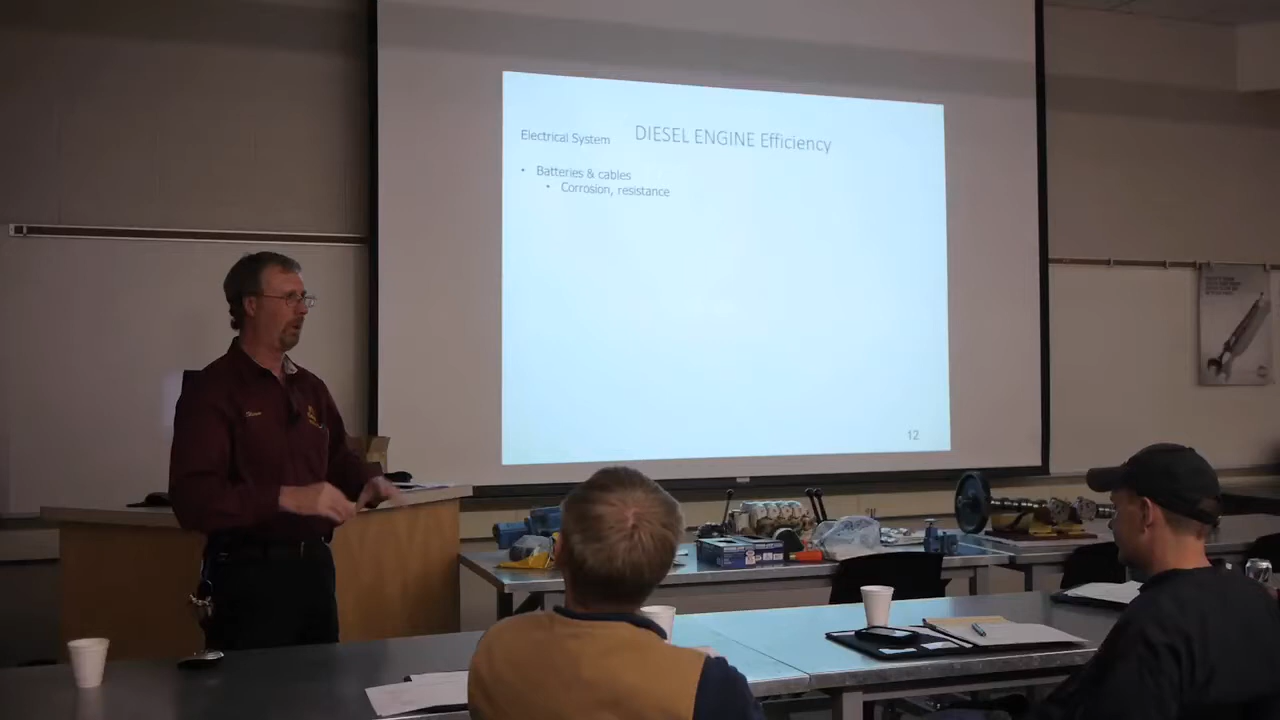 Electrical System
DIESEL ENGINE Efficiency
• Batteries & cables
• Corrosion, resistance
12